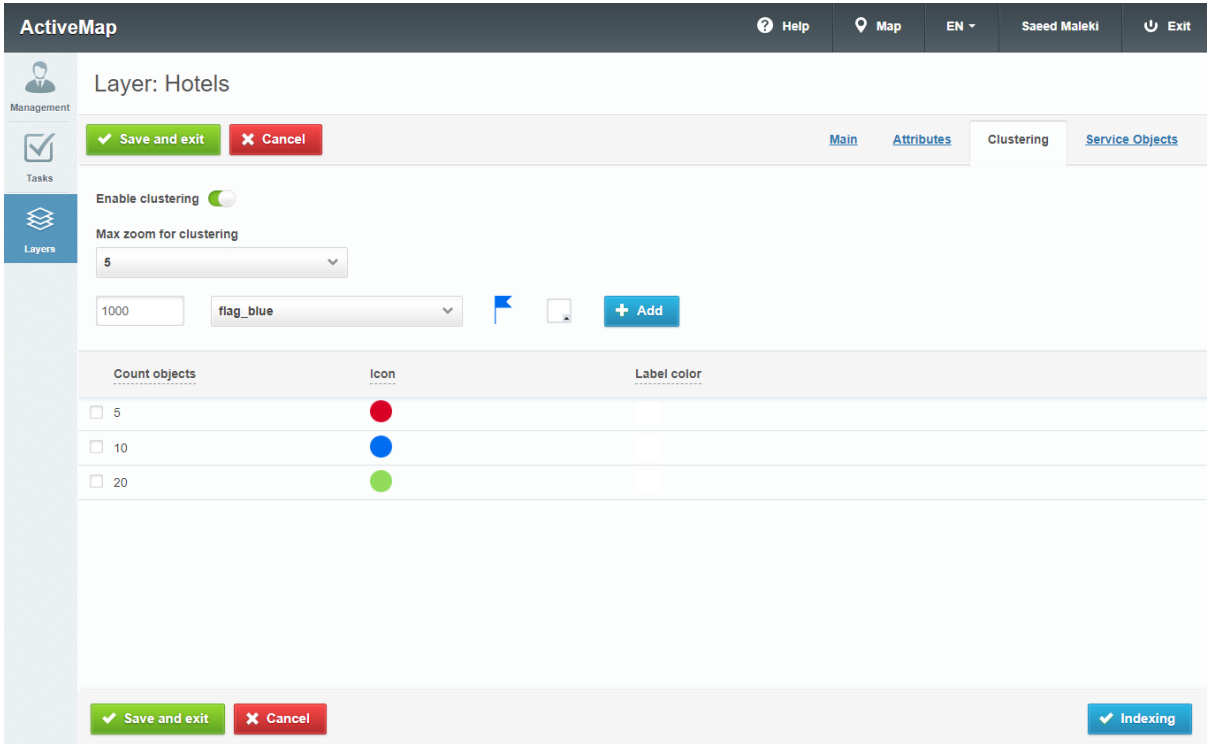 ActiveMap Help Map EN Saeed Maleki Exit
Management
Tasks
Layers
Layer: Hotels
Save and exit Cancel Main Attributes Clustering Service Objects
Enable clustering
Max zoom for clustering
5
1000 flag_blue Add
Count objects Icon Label color
5
10
20
Save and exit Cancel Indexing